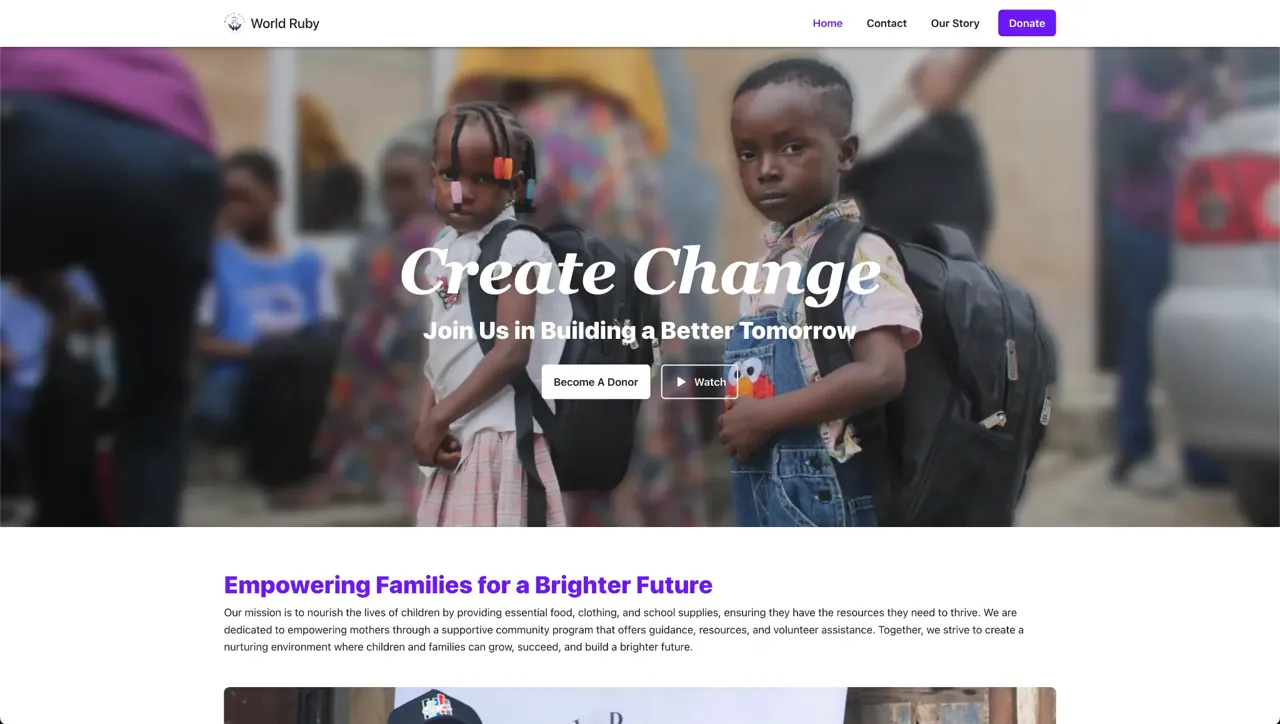 World Ruby
Home
Contact
Our Story
Donate
Create Change
Join Us in Building a Better Tomorrow
Become A Donor
Watch
Empowering Families for a Brighter Future
Our mission is to nourish the lives of children by providing essential food, clothing, and school supplies, ensuring they have the resources they need to thrive. We are
dedicated to empowering mothers through a supportive community program that offers guidance, resources, and volunteer assistance. Together, we strive to create a
nurturing environment where children and families can grow, succeed, and build a brighter future.